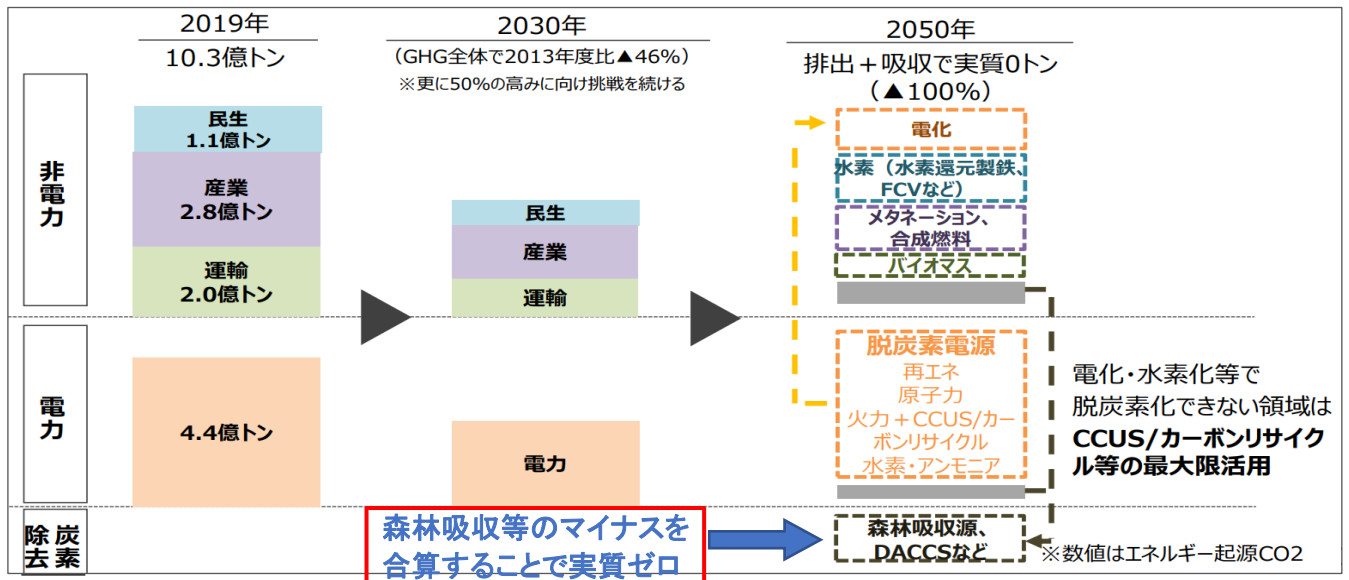 2019年
10.3億トン
2030年
(GHG全体で2013年度比▲46%)
※更に50%の高みに向け挑戦を続ける
2050年
排出+吸収で実質0トン
(▲100%)
非電力
民生
1.1億トン
産業
2.8億トン
運輸
2.0億トン
民生
産業
運輸
電化
水素(水素還元製鉄、
FCVなど)
メタネーション、
合成燃料
バイオマス
電力
4.4億トン
電力
脱炭素電源
再エネ
原子力
火力+CCUS/カー
ボンリサイクル
水素・アンモニア
電化・水素化等で
脱炭素化できない領域は
CCUS/カーボンリサイク
ル等の最大限活用
炭素
除去
森林吸収等のマイナスを
合算することで実質ゼロ
森林吸収源、
DACCSなど
※数値はエネルギー起源CO2